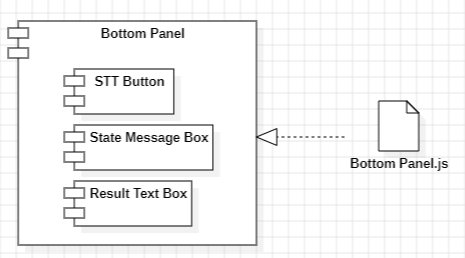 Bottom Panel
STT Button
State Message Box
Result Text Box
Bottom Panel.js